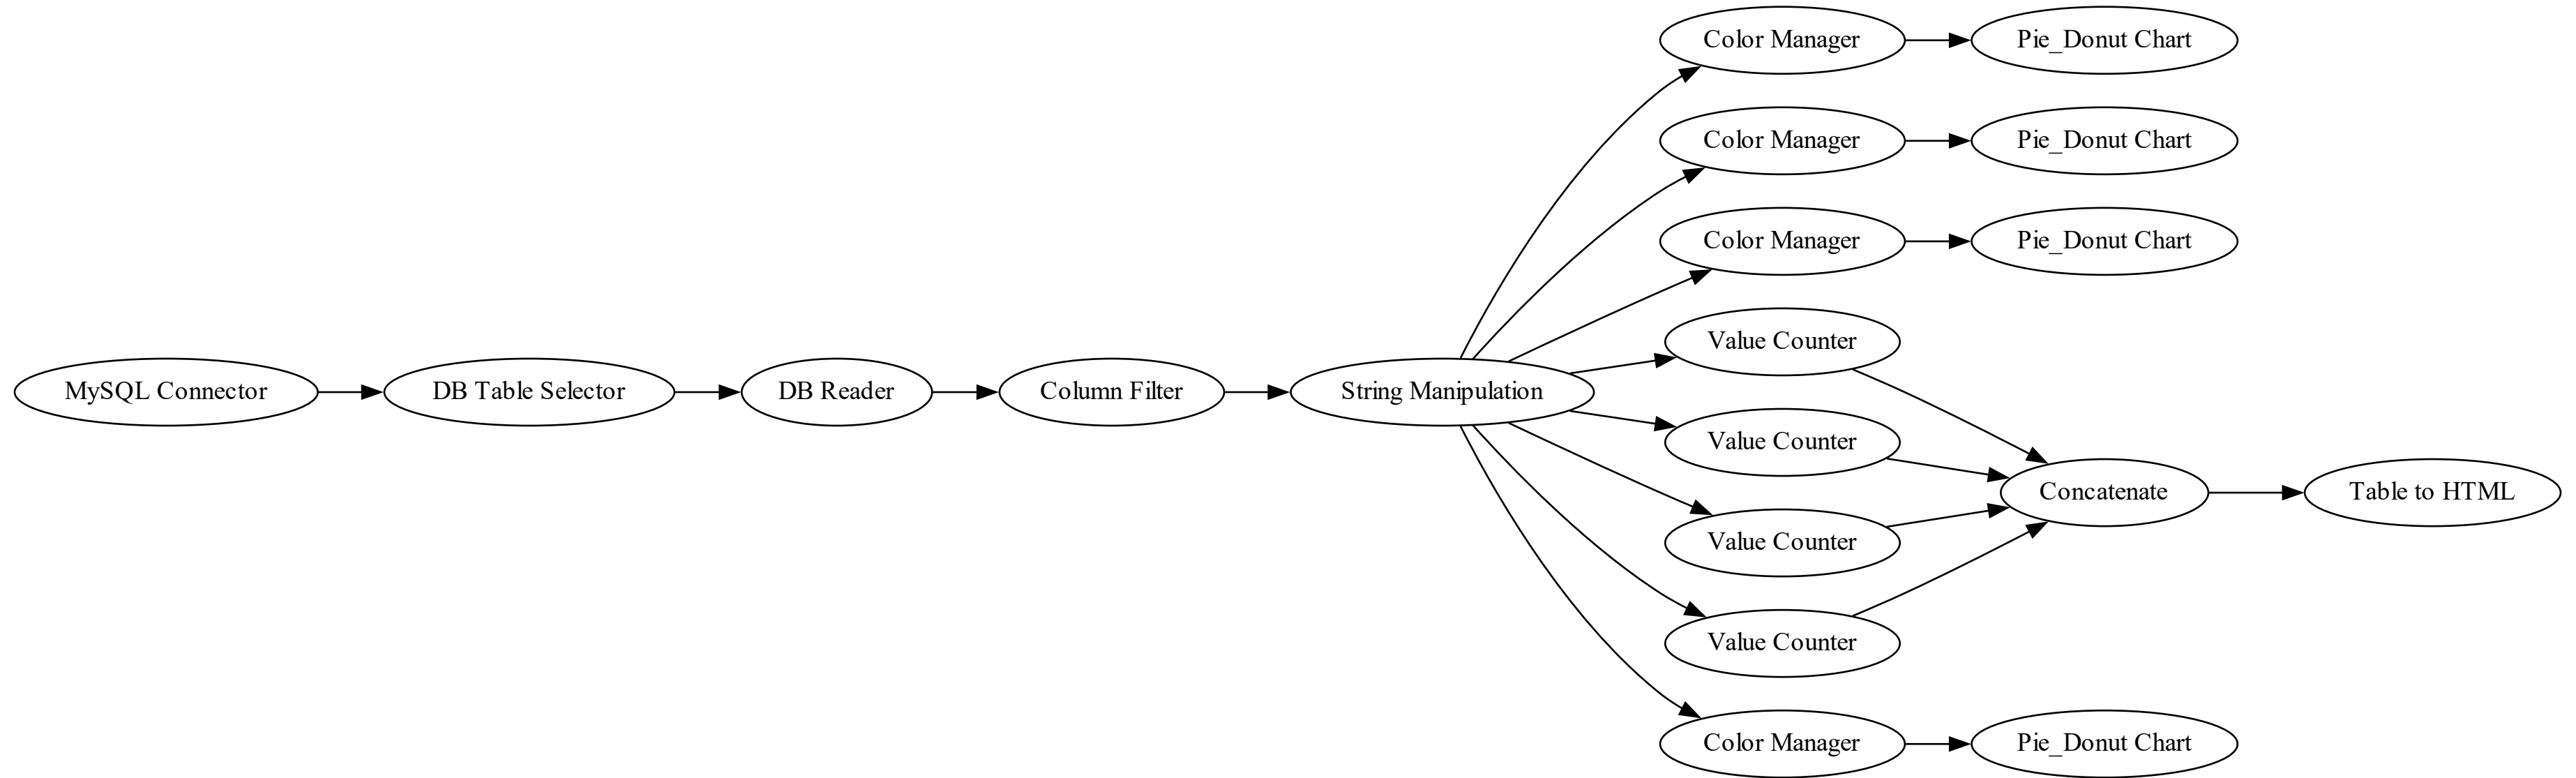 Color Manager
Pie_Donut Chart
Color Manager
Pie_Donut Chart
Color Manager
Pie_Donut Chart
Value Counter
MySQL Connector
DB Table Selector
DB Reader
Column Filter
String Manipulation
Value Counter
Concatenate
Table to HTML
Value Counter
Value Counter
Color Manager
Pie_Donut Chart